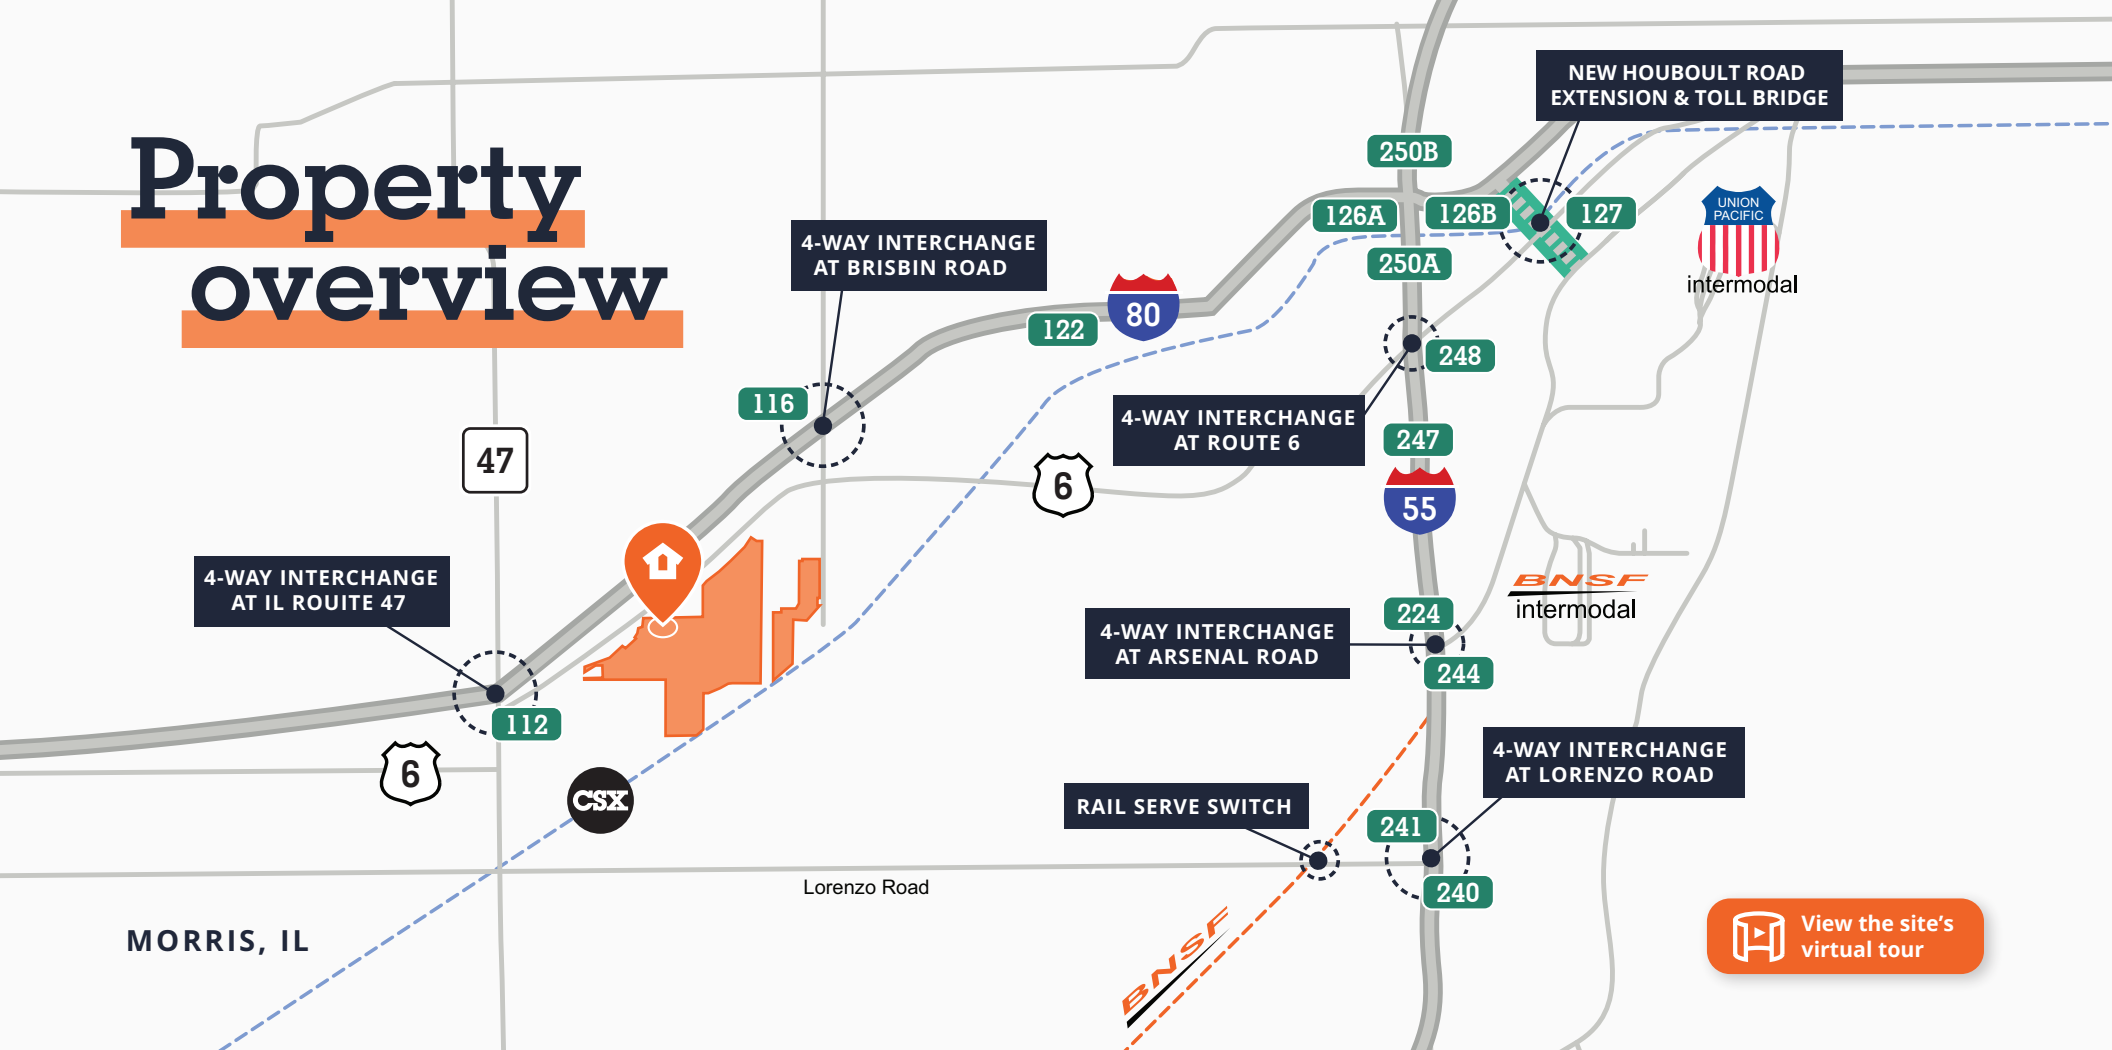 Property
overview
NEW HOUBOULT ROAD
EXTENSION & TOLL BRIDGE
250B
126A
126B
127
250A
UNION
PACIFIC
intermodal
4-WAY INTERCHANGE
AT BRISBIN ROAD
122
80
248
116
4-WAY INTERCHANGE
AT ROUTE 6
247
47
6
55
4-WAY INTERCHANGE
AT IL ROUITE 47
BNSF
intermodal
224
4-WAY INTERCHANGE
AT ARSENAL ROAD
244
112
6
CSX
4-WAY INTERCHANGE
AT LORENZO ROAD
RAIL SERVE SWITCH
241
240
Lorenzo Road
MORRIS, IL
BNSF
View the site's
virtual tour